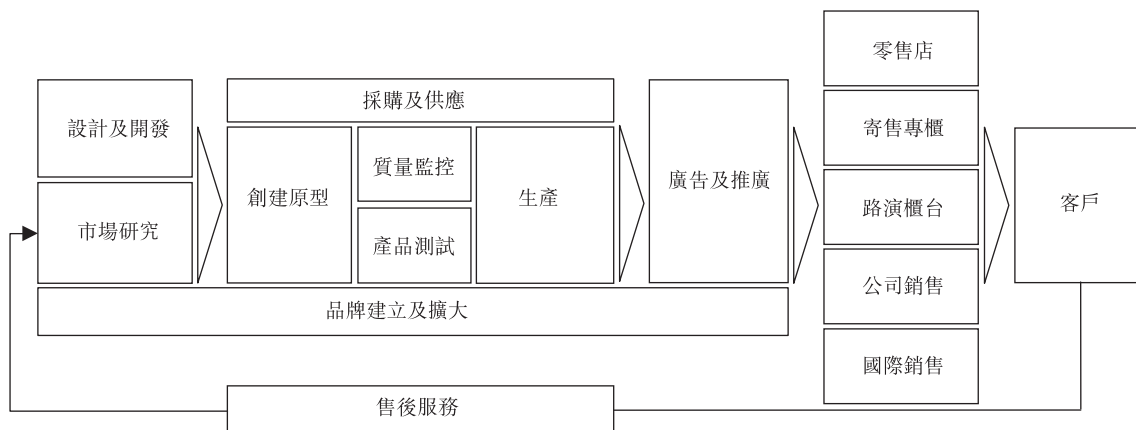 設計及開發
市場研究
採購及供應
創建原型
質量監控
產品測試
生產
品牌建立及擴大
廣告及推廣
零售店
寄售專櫃
路演櫃台
公司銷售
國際銷售
客戶
售後服務